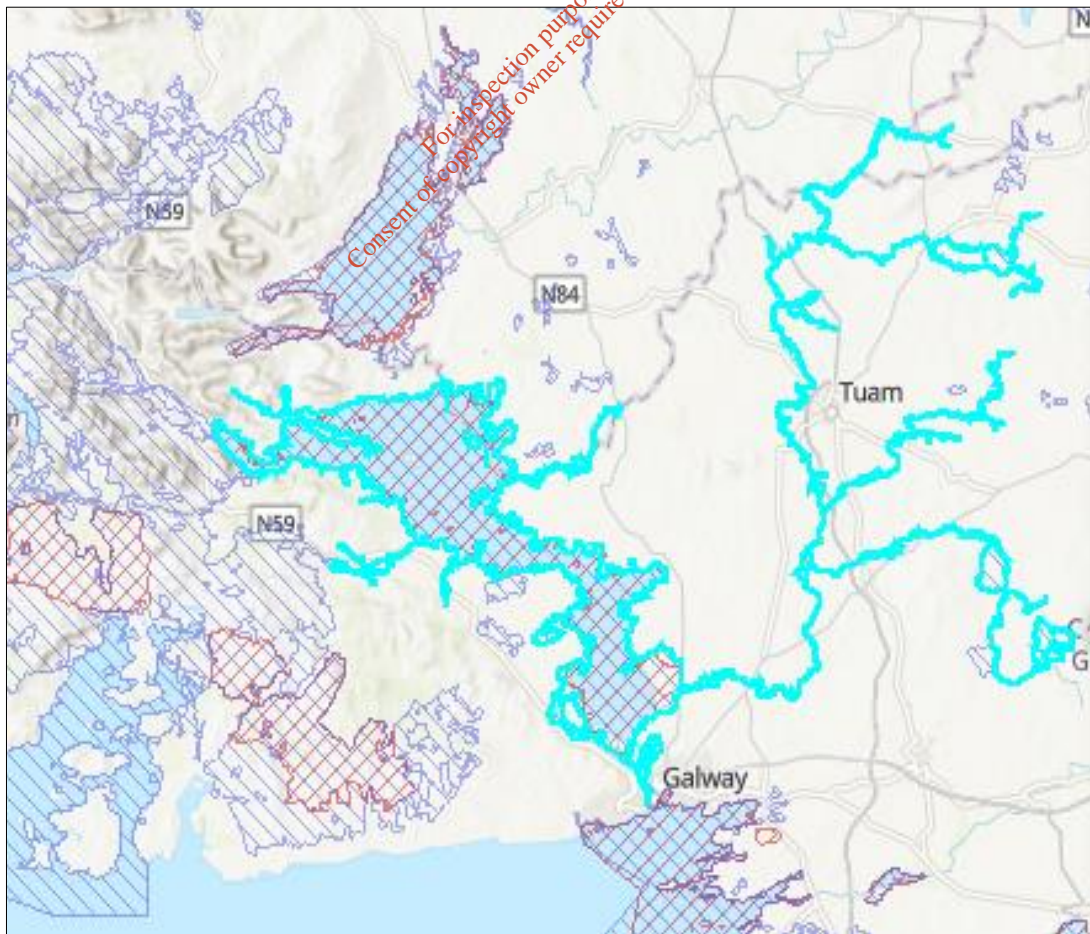 For inspection purpo
Consent of copyright owner require
N59
N84
Tuam
N59
Galway